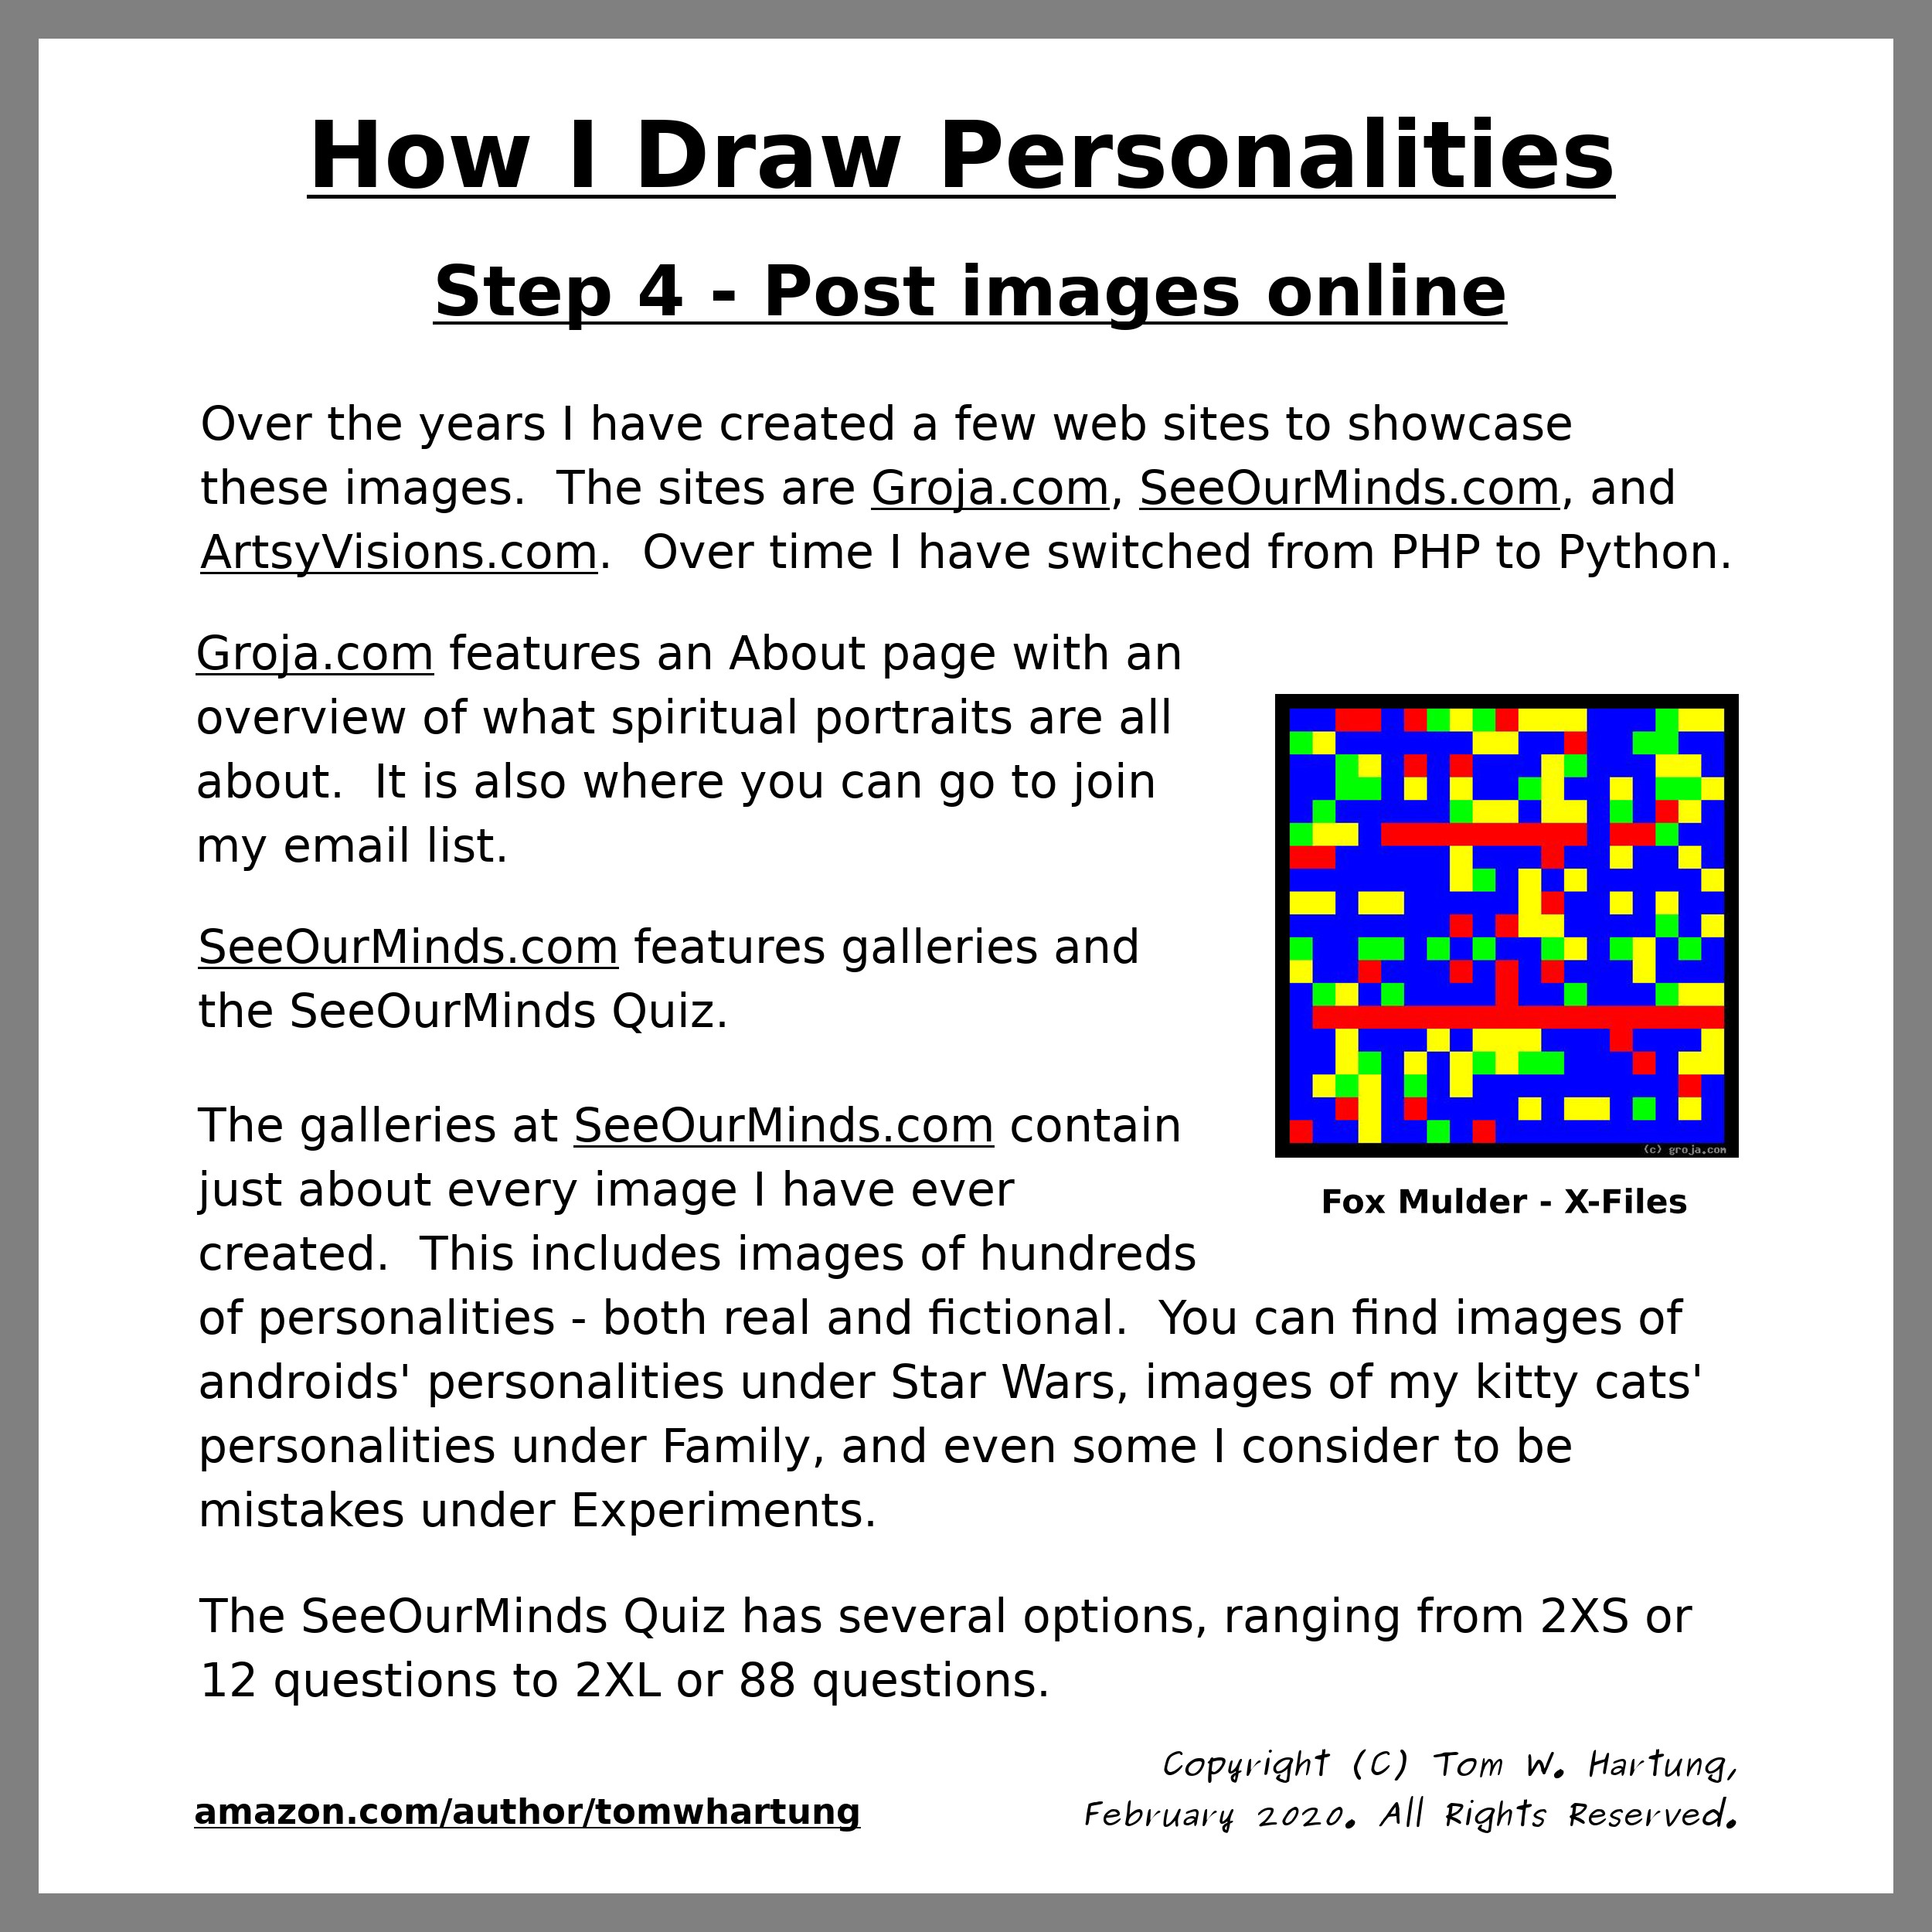 How I Draw Personalities
Step 4 - Post images online
Over the years I have created a few web sites to showcase
these images.  The sites are Groja.com, SeeOurMinds.com, and
ArtsyVisions.com.  Over time I have switched from PHP to Python.
Groja.com features an About page with an
overview of what spiritual portraits are all
about.  It is also where you can go to join
my email list.
SeeOurMinds.com features galleries and
the SeeOurMinds Quiz.
(c) groja.com
Fox Mulder - X-Files
The galleries at SeeOurMinds.com contain
just about every image I have ever
created.  This includes images of hundreds
of personalities - both real and fictional.  You can find images of
androids' personalities under Star Wars, images of my kitty cats'
personalities under Family, and even some I consider to be
mistakes under Experiments.
The SeeOurMinds Quiz has several options, ranging from 2XS or
12 questions to 2XL or 88 questions.
amazon.com/author/tomwhartung
Copyright (C) Tom W. Hartung,
February 2020. All Rights Reserved.